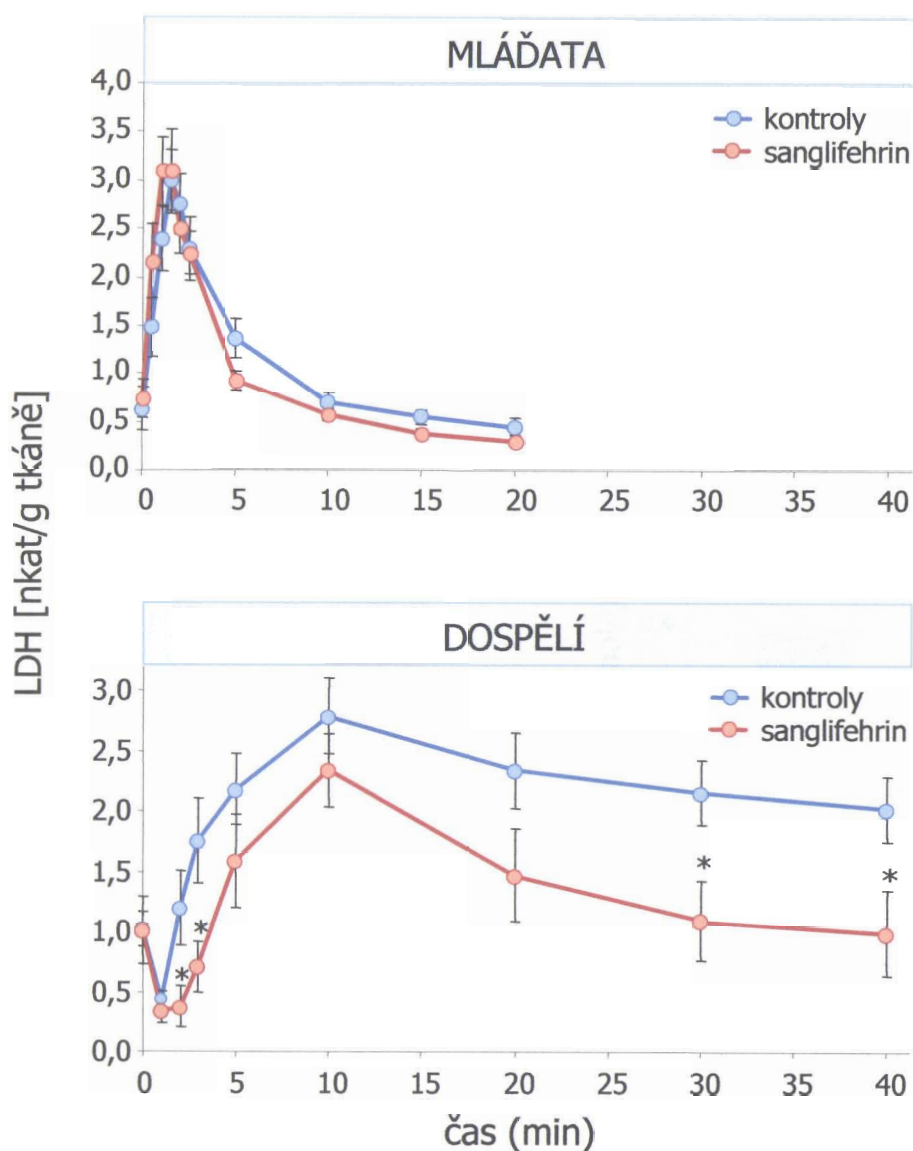 MLÁĎATA
4,0
3,5
3,0
2,5
2,0
1,5
1,0
0,5
0,0
kontroly
sanglifehrin
0 5 10 15 20 25 30 35 40
LDH [nkat/g tkáně]
DOSPĚLÍ
3,0
2,5
2,0
1,5
1,0
0,5
0,0
kontroly
sanglifehrin
*
*
*
*
0 5 10 15 20 25 30 35 40
čas (min)